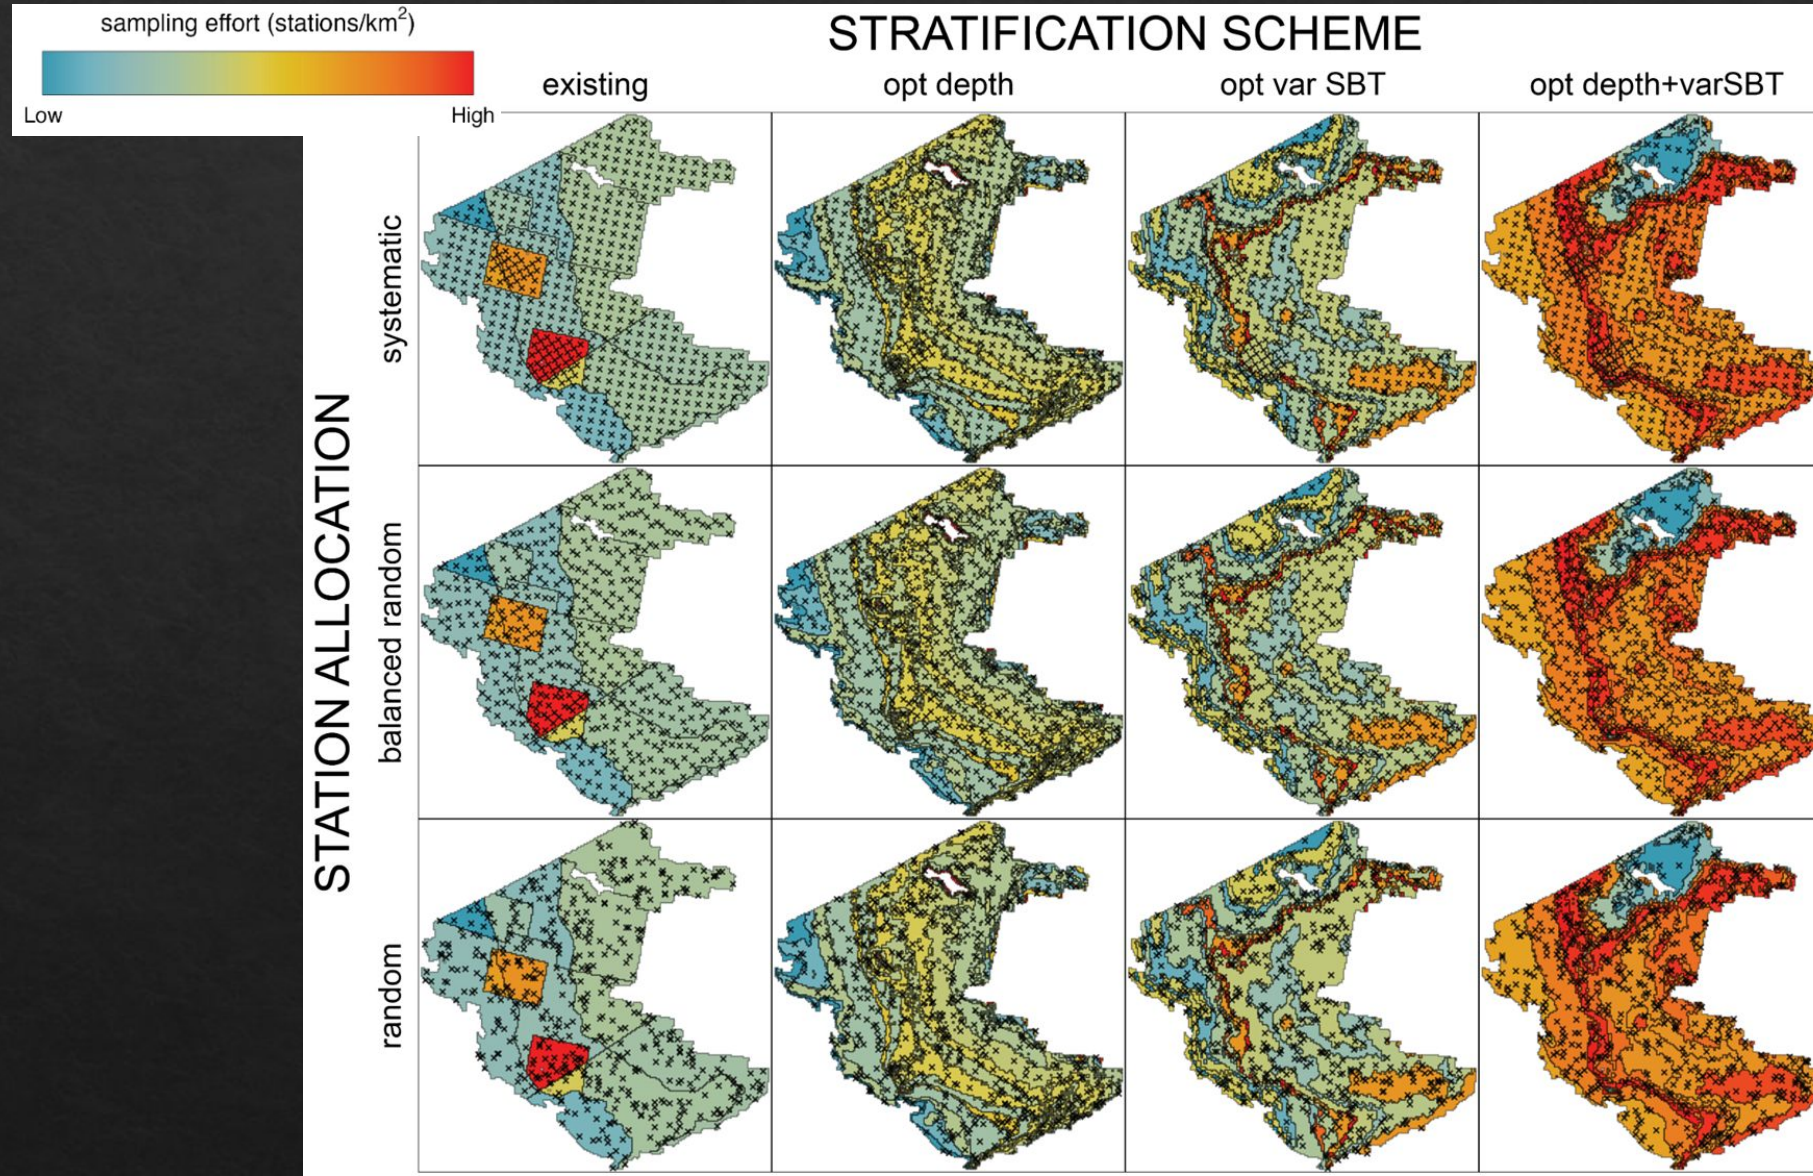 sampling effort (stations/km²)
Low
High
STRATIFICATION SCHEME
existing
opt depth
opt var SBT
opt depth+varSBT
STATION ALLOCATION
systematic
balanced random
random